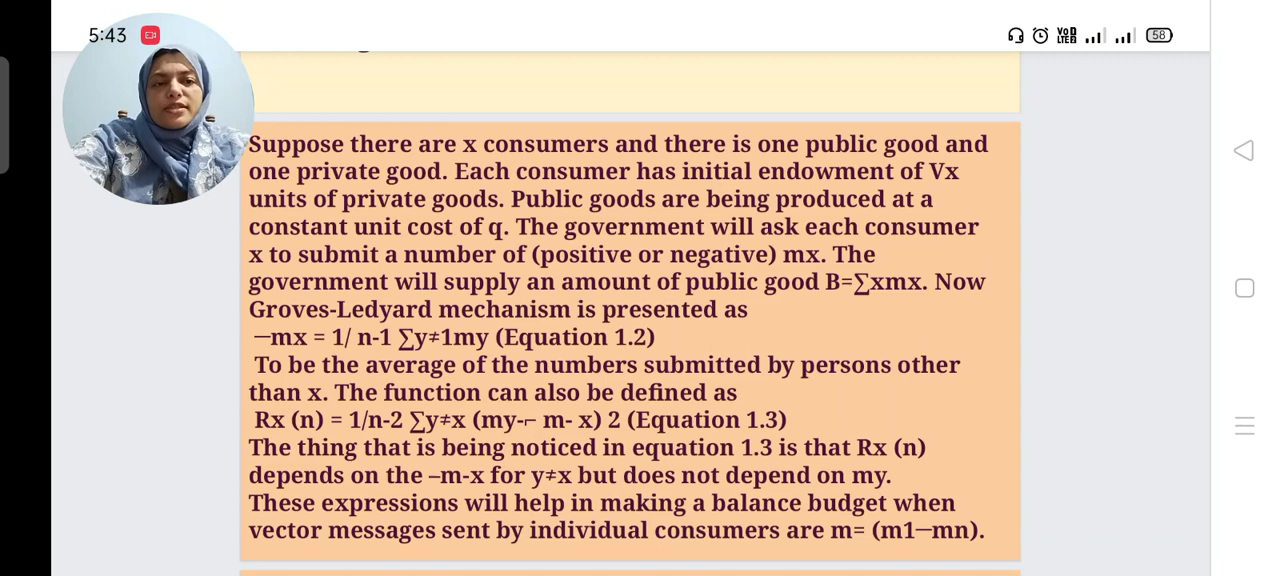 5:43
VoD LTE
58
Suppose there are x consumers and there is one public good and
one private good. Each consumer has initial endowment of Vx
units of private goods. Public goods are being produced at a
constant unit cost of q. The government will ask each consumer
x to submit a number of (positive or negative) mx. The
government will supply an amount of public good B=∑xmx. Now
Groves-Ledyard mechanism is presented as
—mx = 1/ n-1 ∑y≠1my (Equation 1.2)
To be the average of the numbers submitted by persons other
than x. The function can also be defined as
Rx (n) = 1/n-2 ∑y≠x (my-⌐ m- x) 2 (Equation 1.3)
The thing that is being noticed in equation 1.3 is that Rx (n)
depends on the –m-x for y≠x but does not depend on my.
These expressions will help in making a balance budget when
vector messages sent by individual consumers are m= (m1—mn).